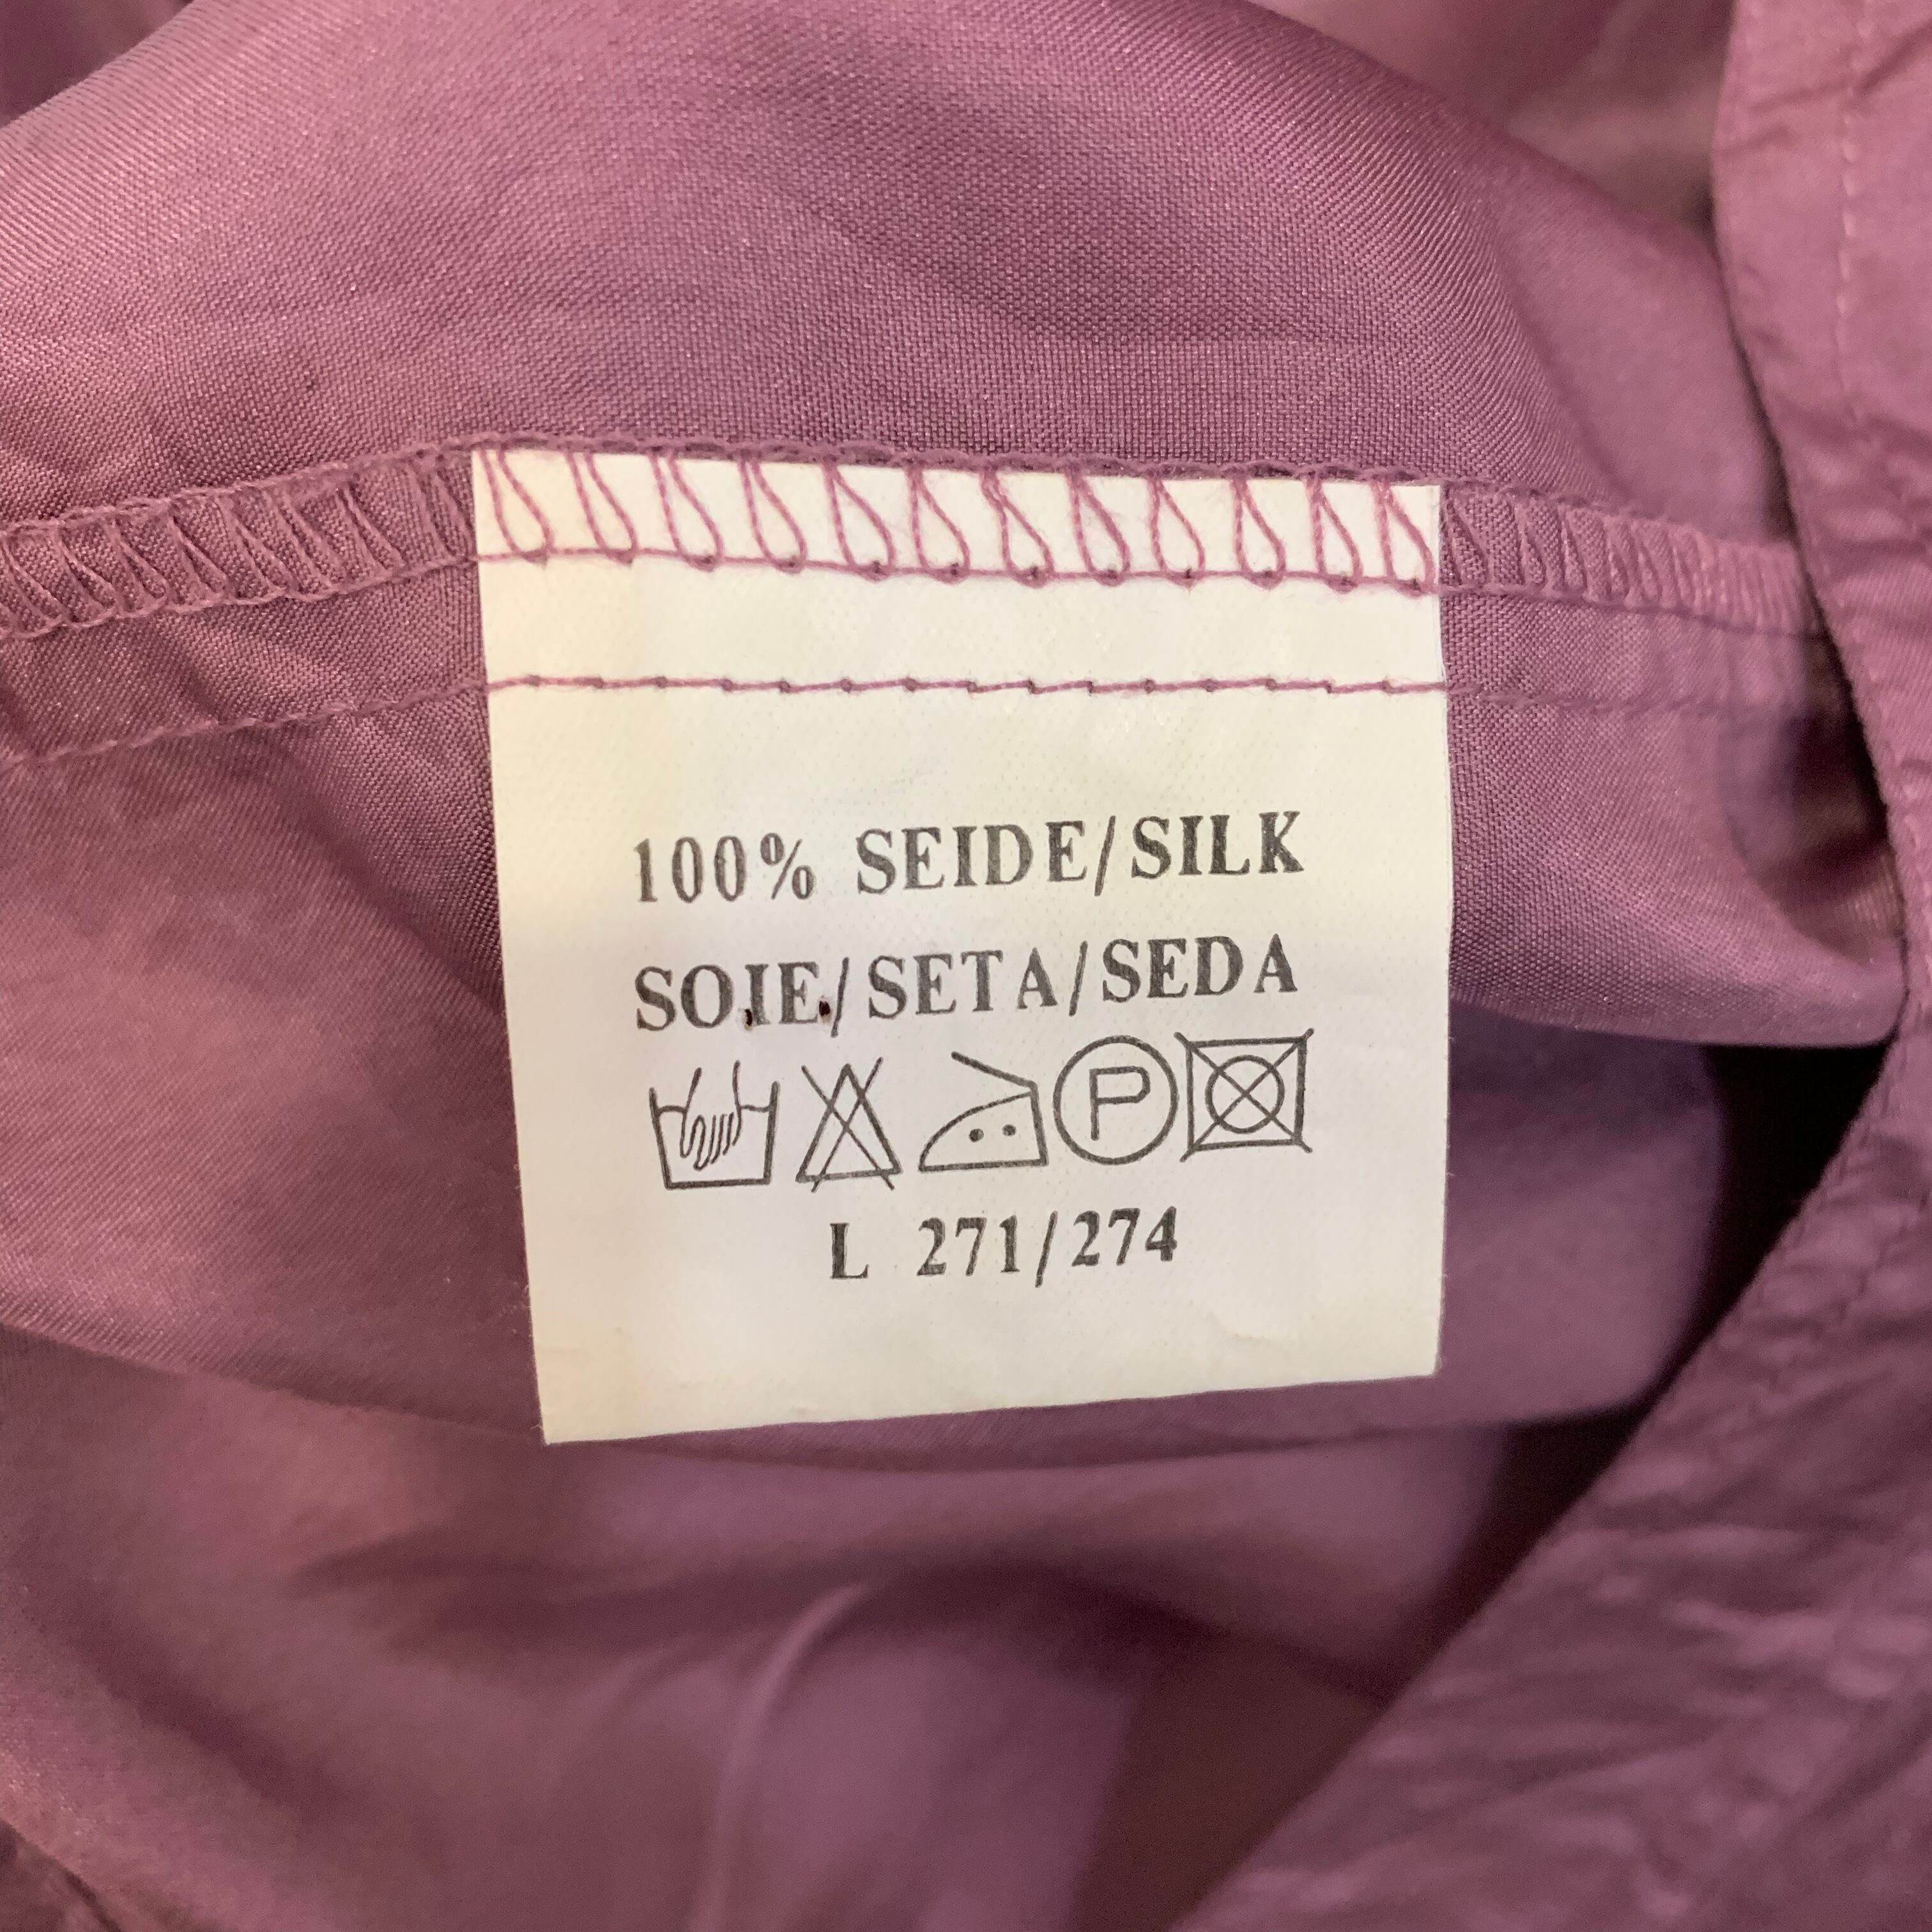 100% SEIDE/SILK
SOIE/SETA/SEDA
P
L 271/274